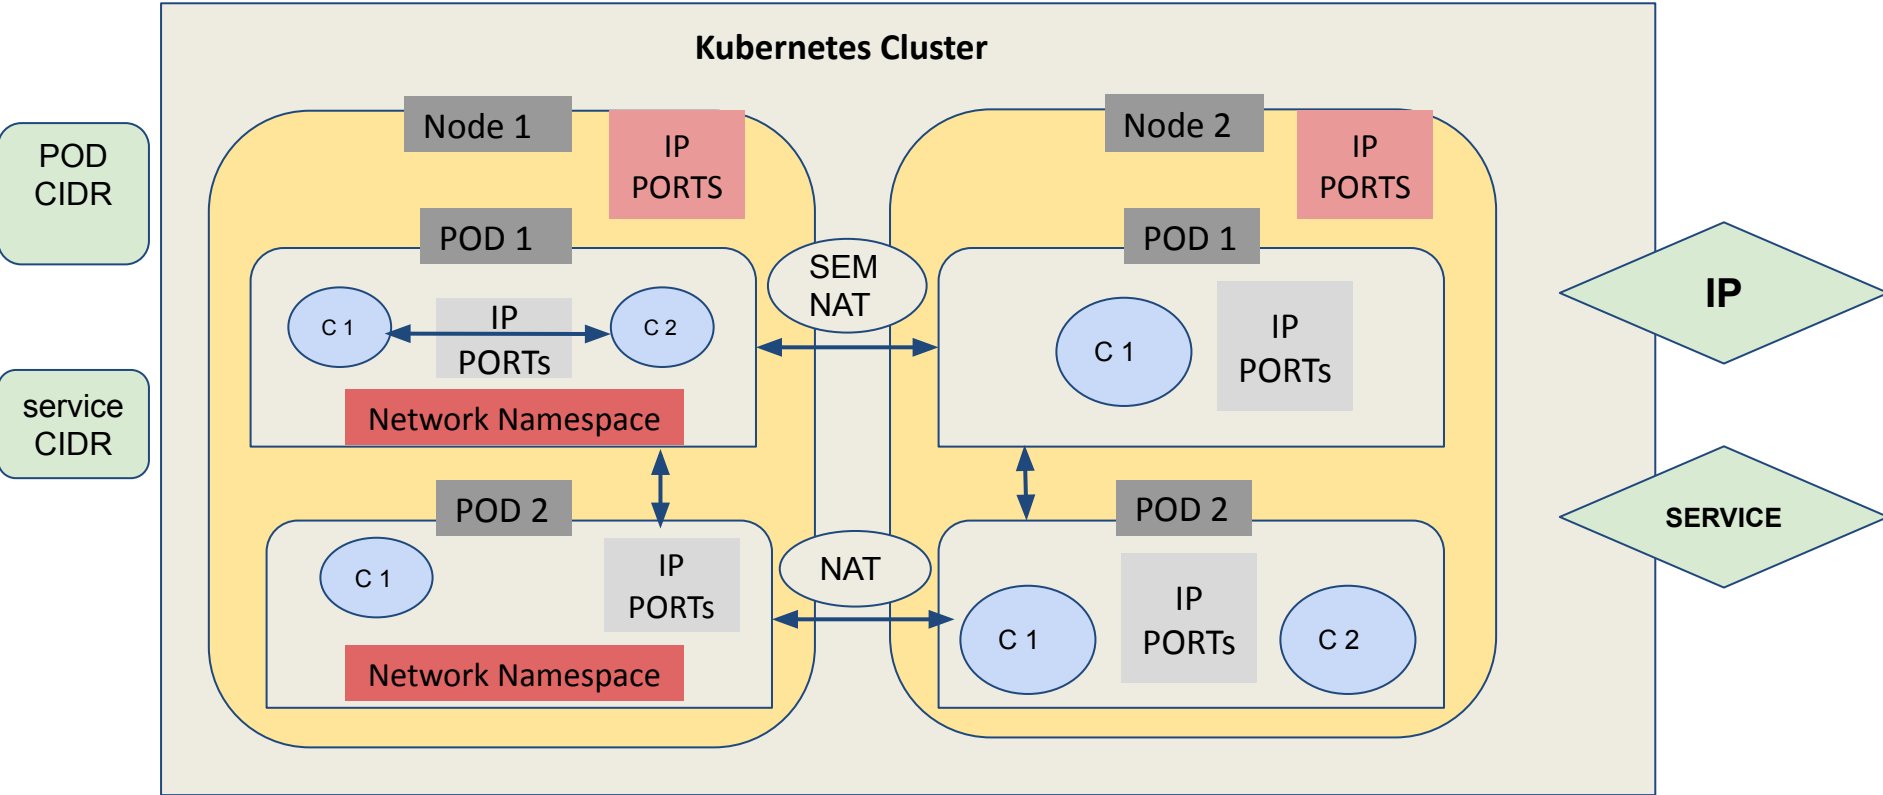 Kubernetes Cluster
POD
CIDR
service
CIDR
Node 1
IP
PORTS
POD 1
C 1
IP
PORTs
C 2
Network Namespace
POD 2
C 1
IP
PORTs
Network Namespace
SEM
NAT
NAT
Node 2
IP
PORTS
POD 1
C 1
IP
PORTs
POD 2
C 1
IP
PORTs
C 2
IP
SERVICE